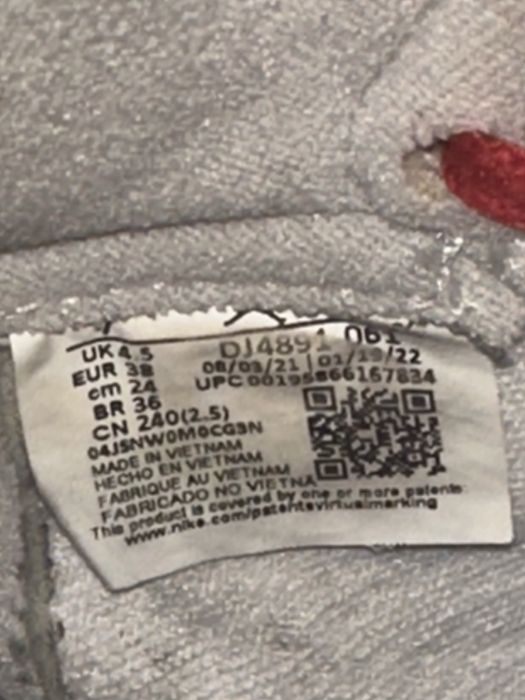 UK 4.5
EUR 38
cm 24
BR 36
CN 240(2.5)
DJ4891 061
08/03/21 | 01/19/22
UPC 00195866167834
04J5NW0M0CG3N
MADE IN VIETNAM
HECHO EN VIETNAM
FABRIQUE AU VIETNAM
FABRICADO NO VIETNA
This product is covered by one or more patents
www.nike.com/patentsvirtualmarking